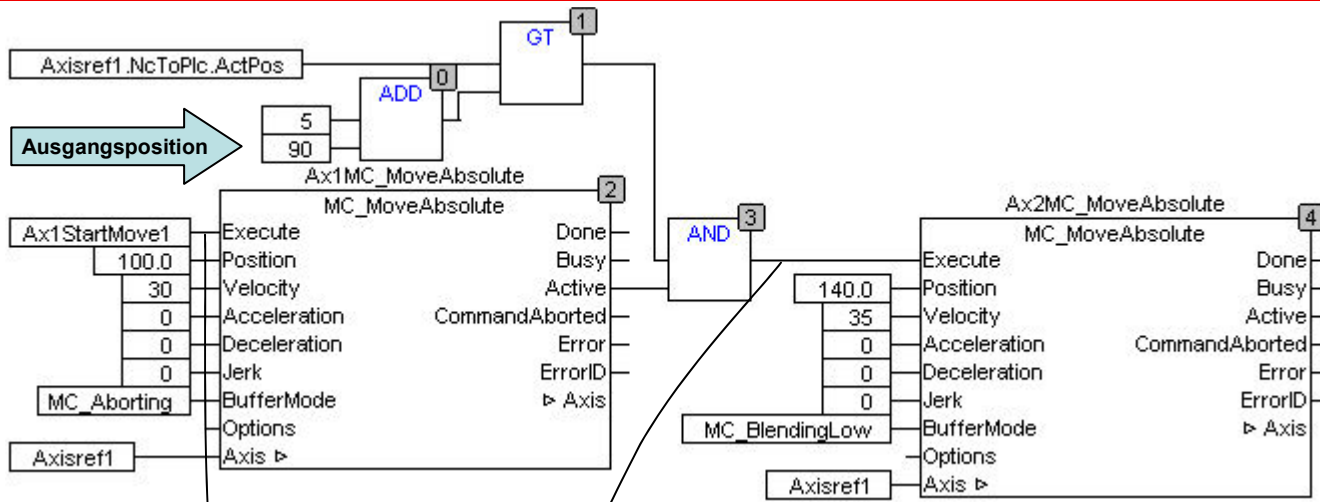 1
GT
Axisref1.NcToPlc.ActPos
0
ADD
5
90
Ausgangsposition
Ax1MC_MoveAbsolute
2
MC_MoveAbsolute
Ax1StartMove1 Execute Done
100.0 Position Busy
30 Velocity Active
0 Acceleration CommandAborted
0 Deceleration Error
0 Jerk ErrorID
MC_Aborting BufferMode ▷ Axis
Options
Axisref1 Axis ▷
3
AND
Ax2MC_MoveAbsolute
4
MC_MoveAbsolute
Execute Done
140.0 Position Busy
35 Velocity Active
0 Acceleration CommandAborted
0 Deceleration Error
0 Jerk ErrorID
MC_BlendingLow BufferMode ▷ Axis
Options
Axisref1 Axis ▷